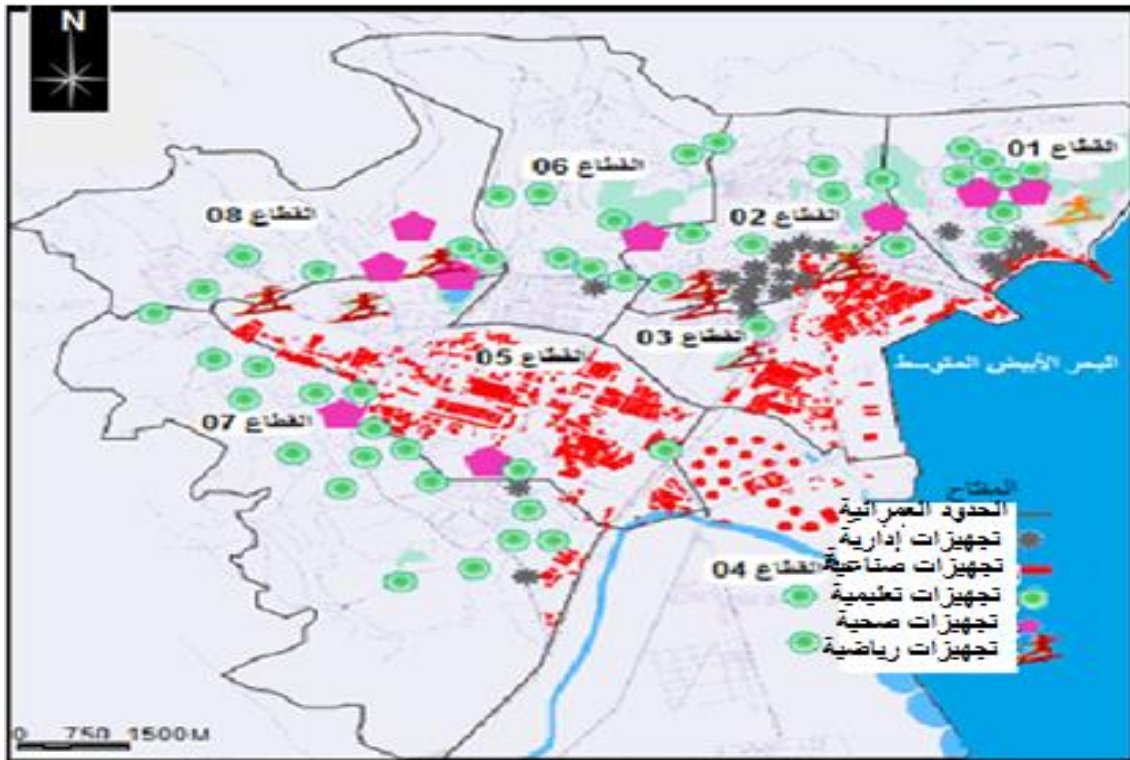 N
القطاع 01
القطاع 06
القطاع 02
القطاع 08
القطاع 03
القطاع 05
البحر الأبيض المتوسط
القطاع 07
المفتاح
الحدود العمرانية
تجهيزات إدارية
تجهيزات صناعية
القطاع 04
تجهيزات تعليمية
تجهيزات صحية
تجهيزات رياضية
0 750 1500M